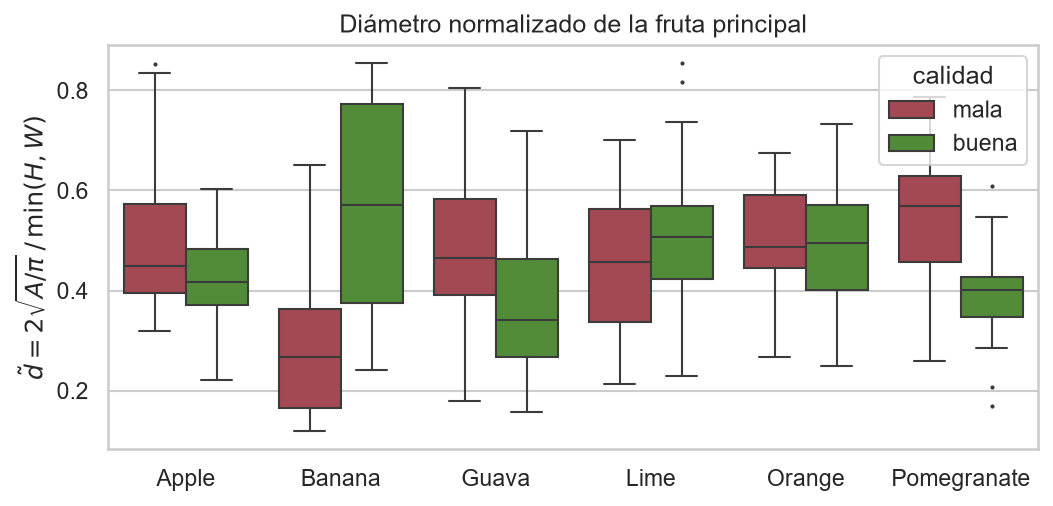 Diámetro normalizado de la fruta principal
calidad
mala
buena
0.8
0.6
0.4
0.2
d̃ = 2√A/π / min(H, W)
Apple Banana Guava Lime Orange Pomegranate